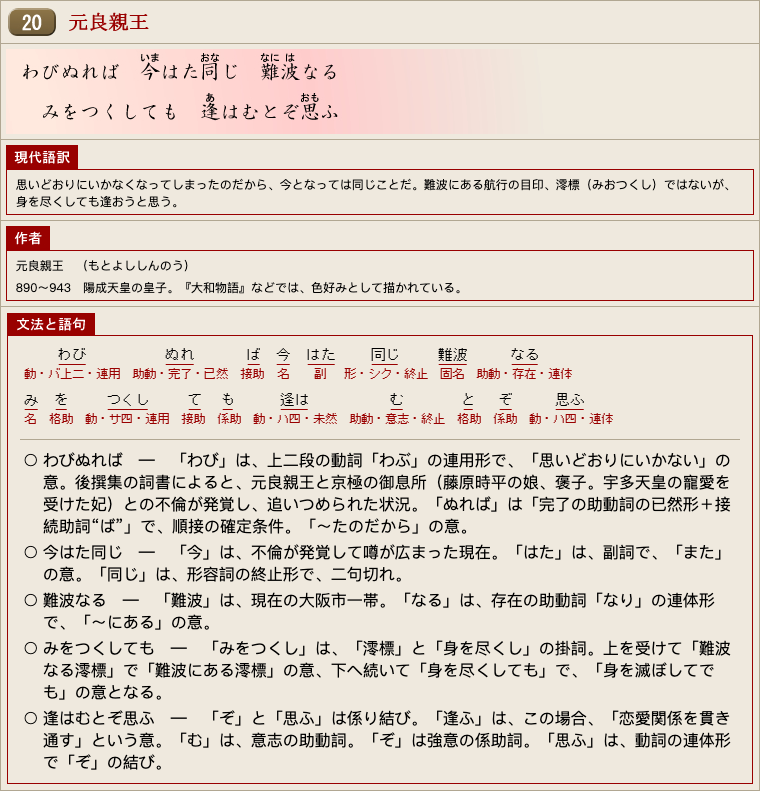 20 元良親王
わびぬれば 今はた同じ 難波なる
いま おな なに は
みをつくしても 逢はむとぞ思ふ
あ おも
現代語訳
思いどおりにいかなくなってしまったのだから、今となっては同じことだ。難波にある航行の目印、澪標（みおつくし）ではないが、
身を尽くしても逢おうと思う。
作者
元良親王 （もとよししんのう）
890～943 陽成天皇の皇子。『大和物語』などでは、色好みとして描かれている。
文法と語句
わび ぬれ ば 今 はた 同じ 難波 なる
動・バ上二・連用 助動・完了・已然 接助 名 副 形・シク・終止 固名 助動・存在・連体
み を つくし て も 逢は む と ぞ 思ふ
名 格助 動・サ四・連用 接助 係助 動・ハ四・未然 助動・意志・終止 格助 係助 動・ハ四・連体
○ わびぬれば ― 「わび」は、上二段の動詞「わぶ」の連用形で、「思いどおりにいかない」の
意。後撰集の詞書によると、元良親王と京極の御息所（藤原時平の娘、褒子。宇多天皇の寵愛を
受けた妃）との不倫が発覚し、追いつめられた状況。「ぬれば」は「完了の助動詞の已然形＋接
続助詞“ば”」で、順接の確定条件。「～たのだから」の意。
○ 今はた同じ ― 「今」は、不倫が発覚して噂が広まった現在。「はた」は、副詞で、「また」
の意。「同じ」は、形容詞の終止形で、二句切れ。
○ 難波なる ― 「難波」は、現在の大阪市一帯。「なる」は、存在の助動詞「なり」の連体形
で、「～にある」の意。
○ みをつくしても ― 「みをつくし」は、「澪標」と「身を尽くし」の掛詞。上を受けて「難波
なる澪標」で「難波にある澪標」の意、下へ続いて「身を尽くしても」で、「身を滅ぼしてで
も」の意となる。
○ 逢はむとぞ思ふ ― 「ぞ」と「思ふ」は係り結び。「逢ふ」は、この場合、「恋愛関係を貫き
通す」という意。「む」は、意志の助動詞。「ぞ」は強意の係助詞。「思ふ」は、動詞の連体形
で「ぞ」の結び。